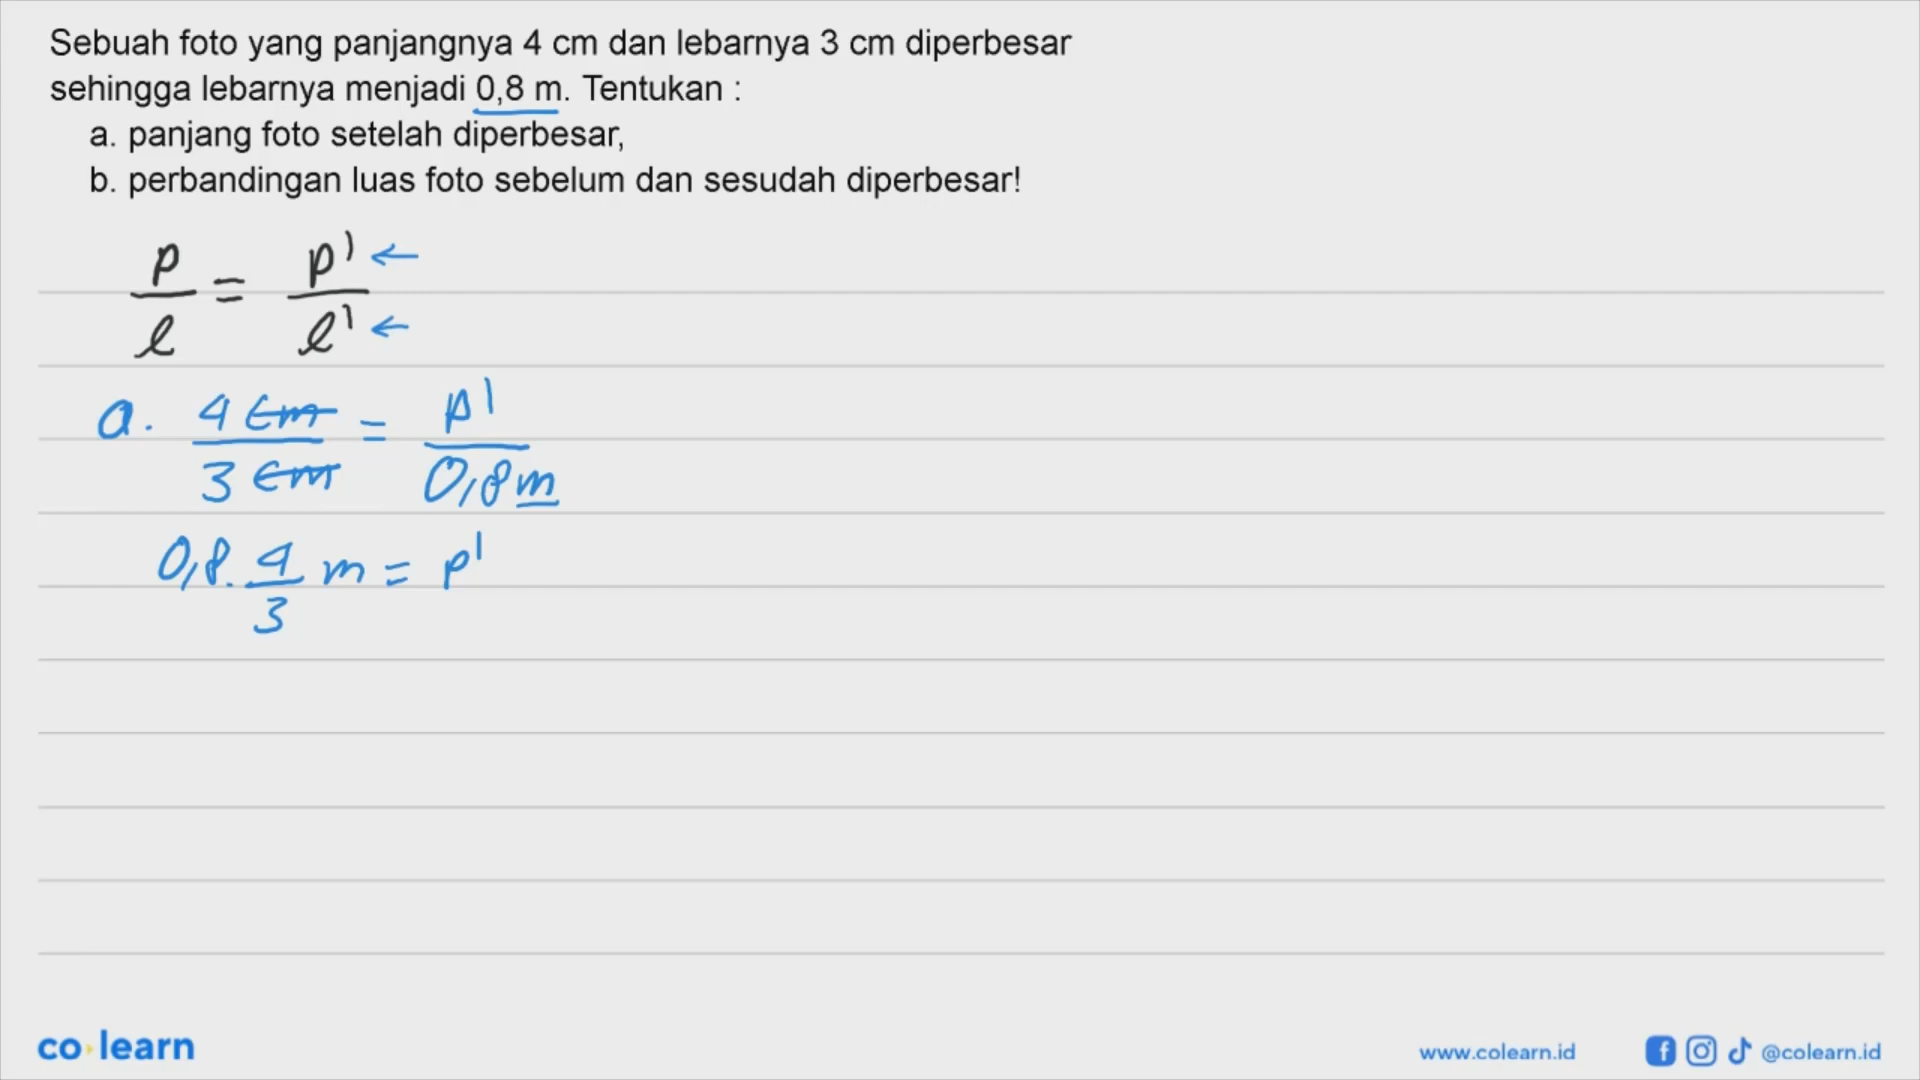 Sebuah foto yang panjangnya 4 cm dan lebarnya 3 cm diperbesar
sehingga lebarnya menjadi 0,8 m. Tentukan :
a. panjang foto setelah diperbesar,
b. perbandingan luas foto sebelum dan sesudah diperbesar!
p/l = p'/l' ← ←
a. 4 cm/3 cm = p'/0,8 m
0,8 . 4/3 m = p'
co learn
www.colearn.id @colearn.id